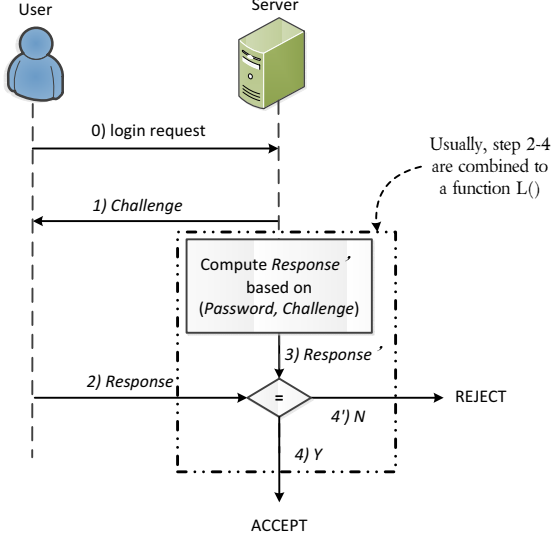 User
Server
0) login request
Usually, step 2-4
are combined to
a function L()
1) Challenge
Compute Response ’
based on
(Password, Challenge)
3) Response ’
2) Response
=
REJECT
4') N
4) Y
ACCEPT